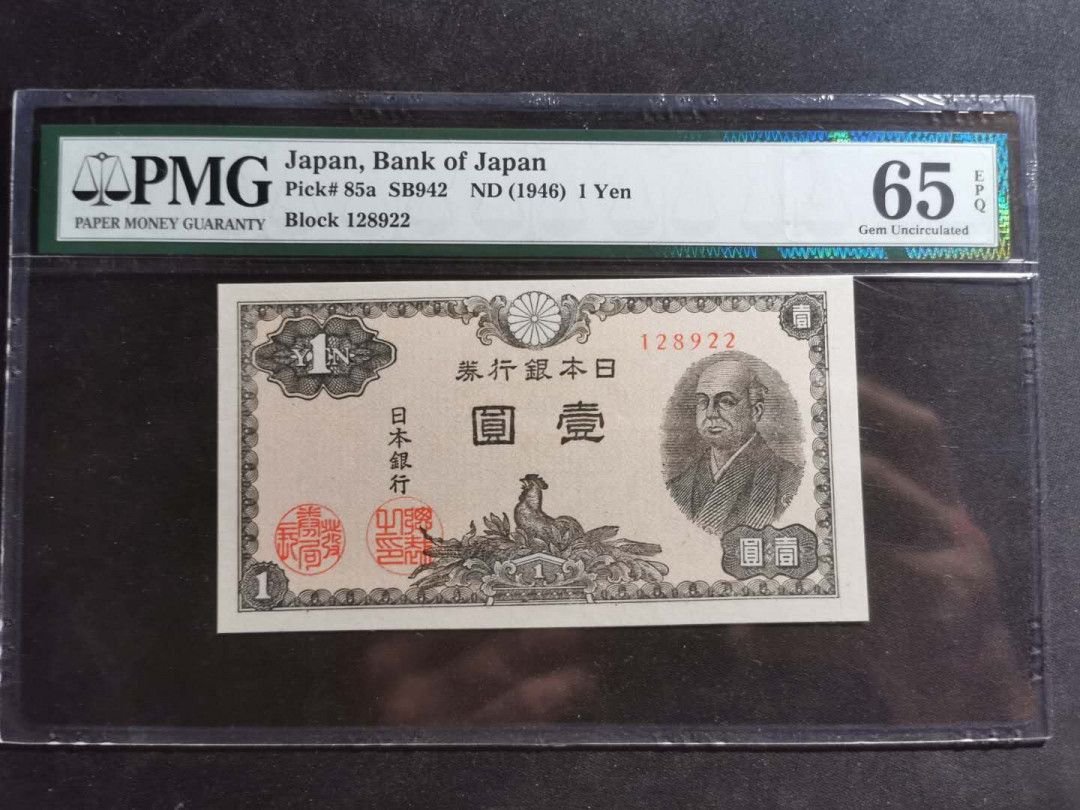 PMG
PAPER MONEY GUARANTY
Japan, Bank of Japan
Pick# 85a SB942 ND (1946) 1 Yen
Block 128922
65
EPQ
Gem Uncirculated
1
YEN
壹
128922
券行銀本日
圓壹
日本銀行
1
1
圓壹